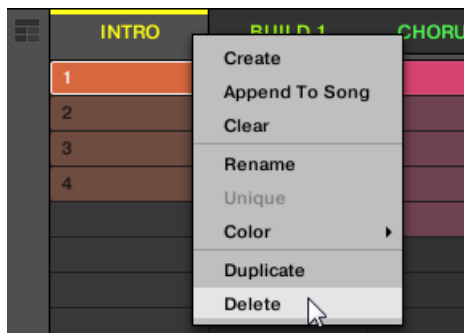 INTRO
BUILD 1
CHORU
1
2
3
4
Create
Append To Song
Clear
Rename
Unique
Color
Duplicate
Delete